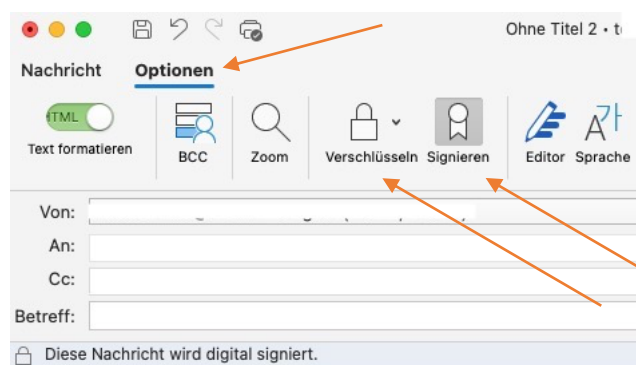 Ohne Titel 2 •
Nachricht Optionen
HTML
Text formatieren BCC Zoom Verschlüsseln Signieren Editor Sprache
Von:
An:
Cc:
Betreff:
Diese Nachricht wird digital signiert.